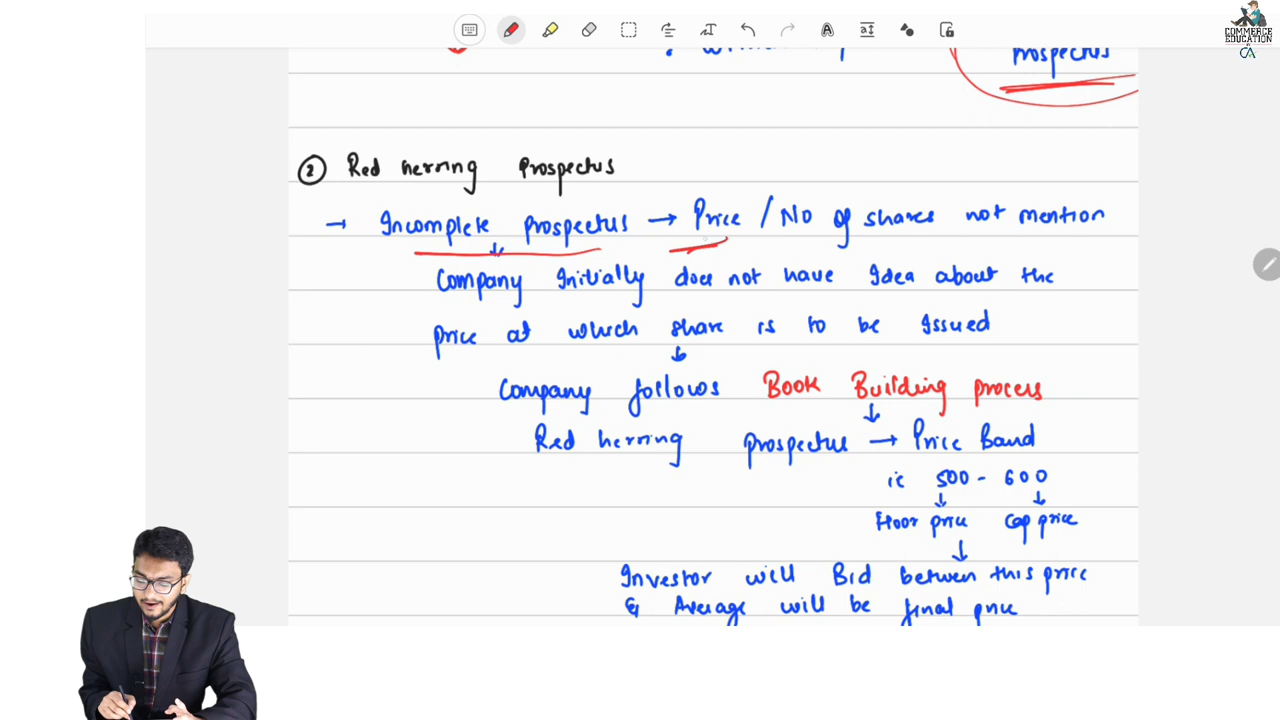 COMMERCE
EDUCATION
BY
CA
Prospectus
② Red herring Prospectus
→ Incomplete prospectus → Price / No of shares not mention
Company Initially does not have Idea about the
price at which share is to be Issued
Company follows Book Building process
Red herring prospectus → Price Band
ie 500 - 600
Floor price Cap price
Investor will Bid betwen this price
& Average will be final price